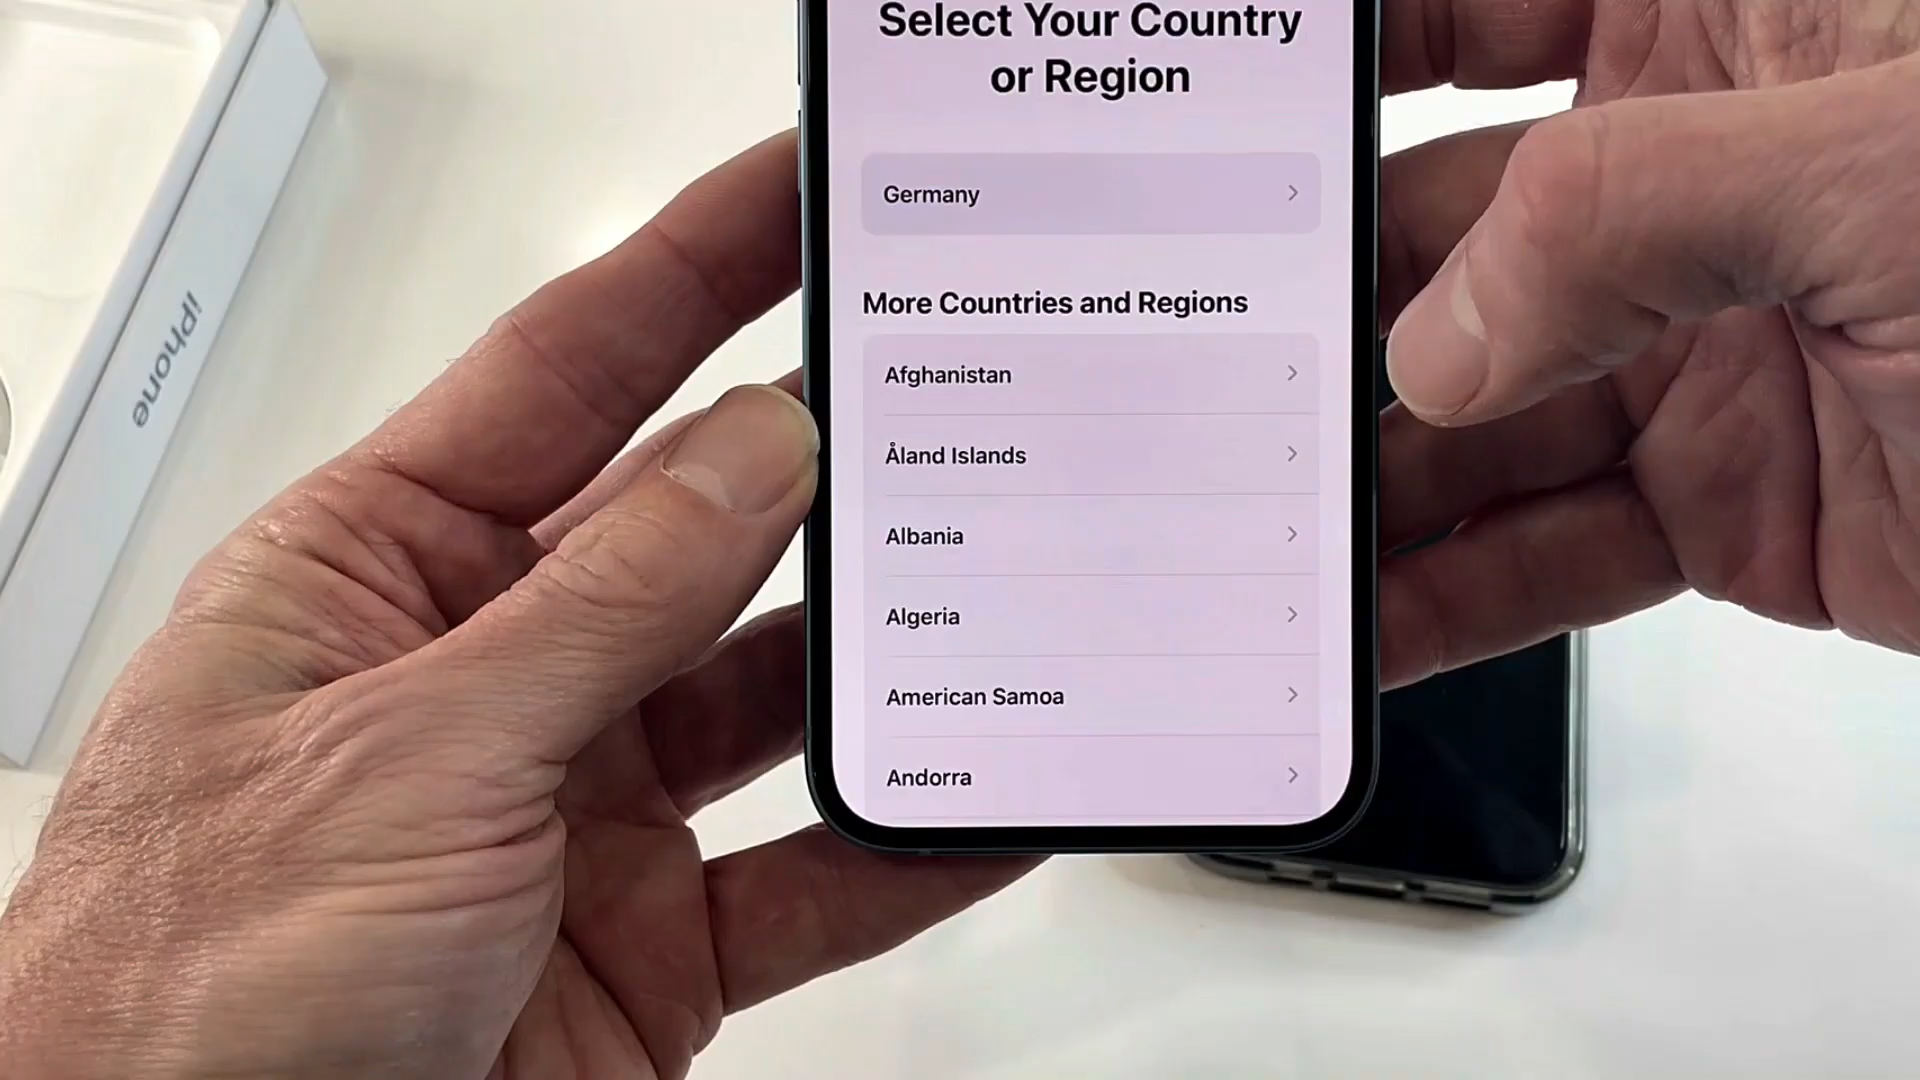 Select Your Country
or Region
Germany
More Countries and Regions
Afghanistan
Åland Islands
Albania
Algeria
American Samoa
Andorra
iPhone